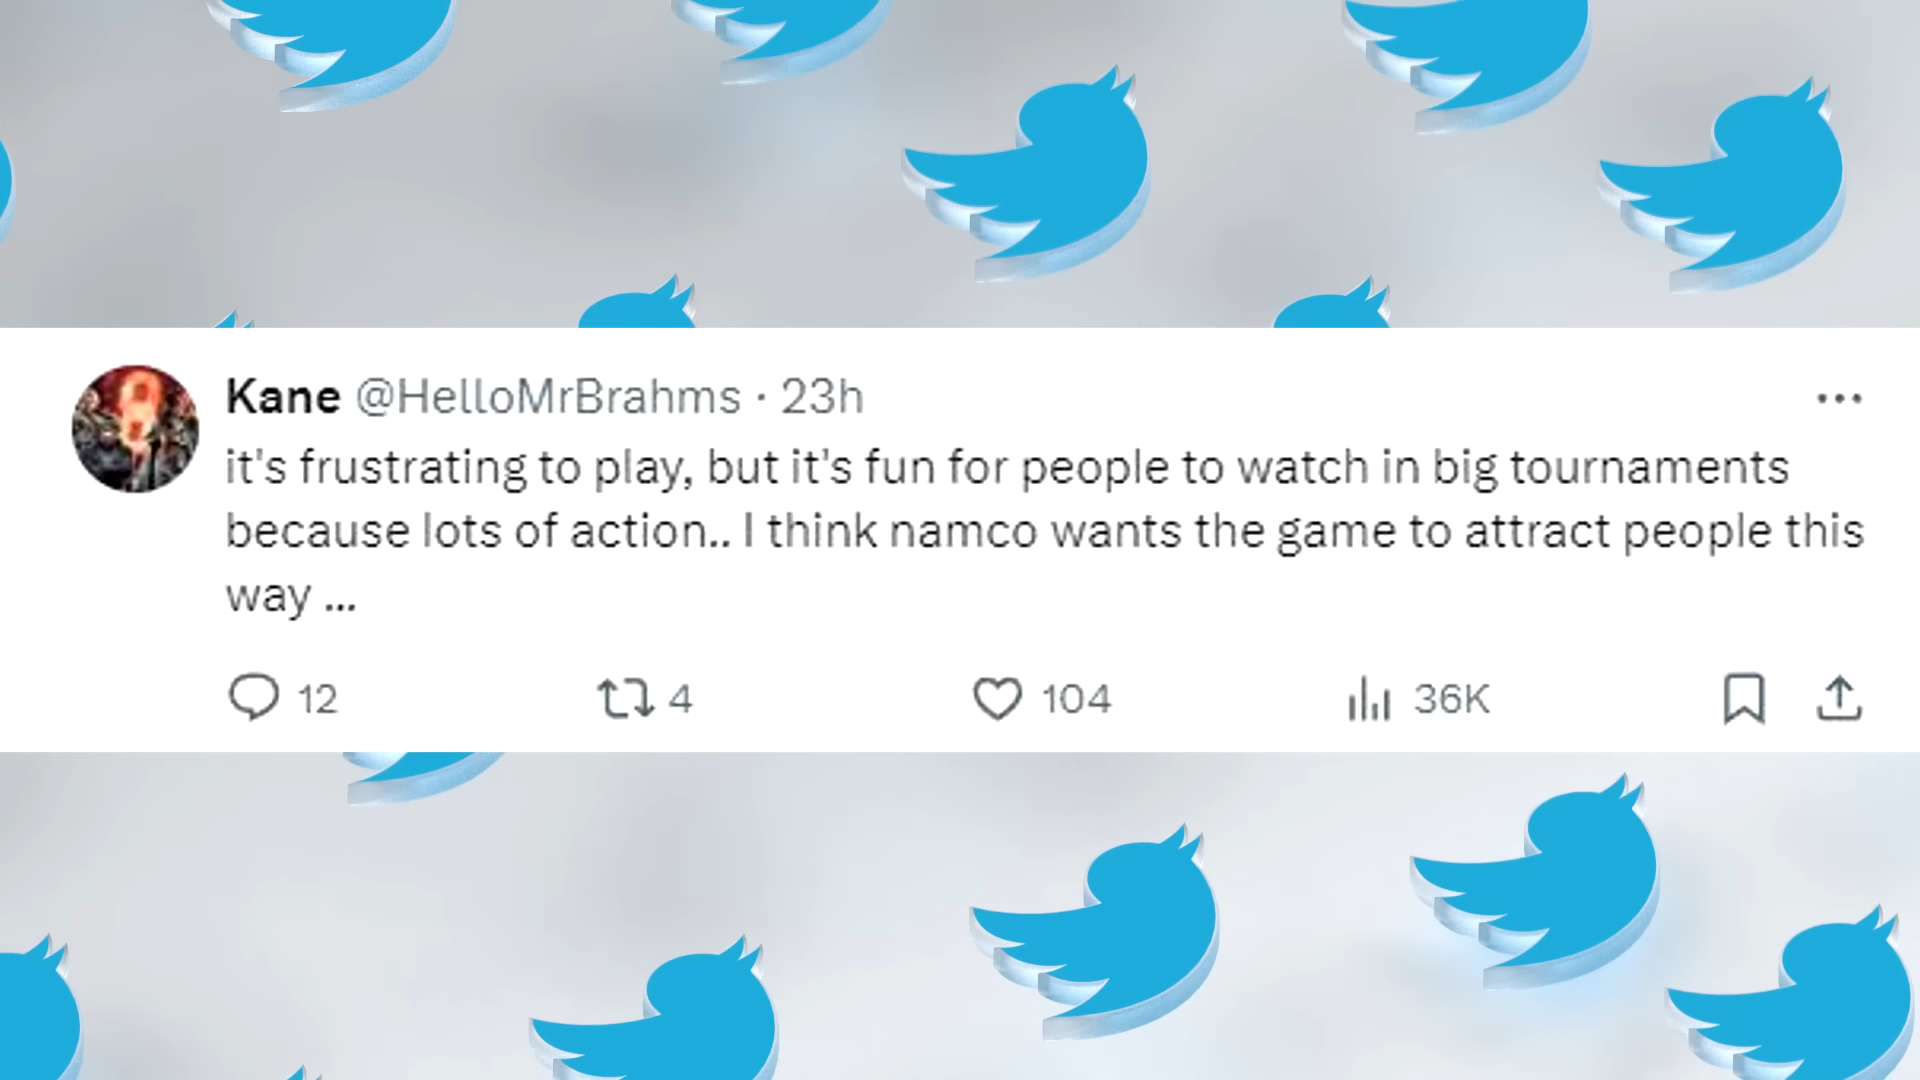 Kane @HelloMrBrahms · 23h
it's frustrating to play, but it's fun for people to watch in big tournaments
because lots of action.. I think namco wants the game to attract people this
way ...
12 4 104 36K